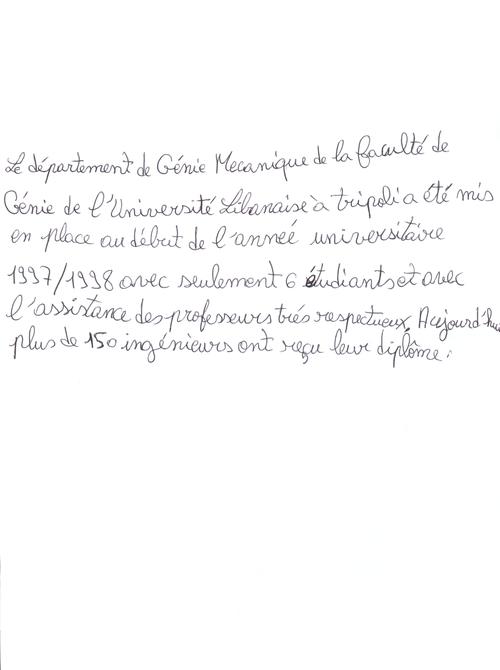 Le département de Génie Mecanique de la faculté de
Génie de l'Université Libanaise à tripoli a été mis
en place au début de l'anneé universitaire
1997/1998 avec seulement 6 étudiants et avec
l'assistance des professeurs trés respectueux. Aujourd'hui
plus de 150 ingénieurs ont reçu leur diplôme.